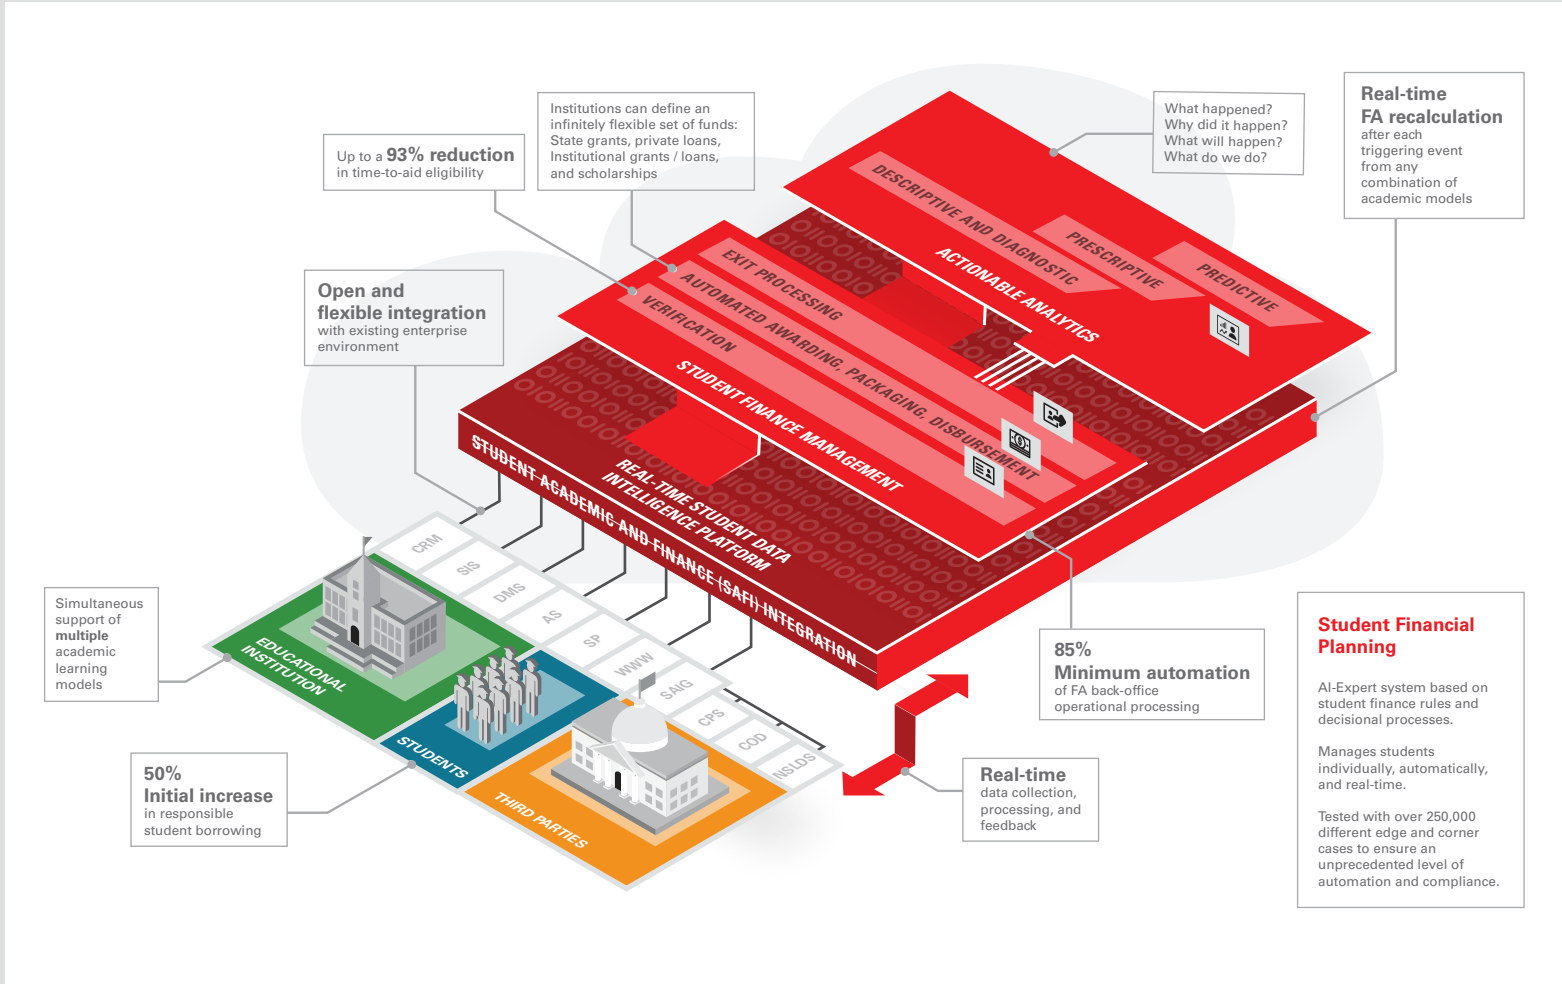 Up to a 93% reduction
in time-to-aid eligibility
Institutions can define an
infinitely flexible set of funds:
State grants, private loans,
Institutional grants / loans,
and scholarships
What happened?
Why did it happen?
What will happen?
What do we do?
Real-time
FA recalculation
after each
triggering event
from any
combination of
academic models
Open and
flexible integration
with existing enterprise
environment
DESCRIPTIVE AND DIAGNOSTIC
PRESCRIPTIVE
PREDICTIVE
ACTIONABLE ANALYTICS
EXIT PROCESSING
AUTOMATED AWARDING, PACKAGING, DISBURSEMENT
VERIFICATION
STUDENT FINANCE MANAGEMENT
REAL-TIME STUDENT DATA
INTELLIGENCE PLATFORM
STUDENT ACADEMIC AND FINANCE (SAFI) INTEGRATION
CRM
SIS
DMS
AS
SP
WWW
SAIG
CPS
COD
NSLDS
EDUCATIONAL
INSTITUTION
STUDENTS
THIRD PARTIES
Simultaneous
support of
multiple
academic
learning
models
50%
Initial increase
in responsible
student borrowing
85%
Minimum automation
of FA back-office
operational processing
Real-time
data collection,
processing, and
feedback
Student Financial
Planning
AI-Expert system based on
student finance rules and
decisional processes.
Manages students
individually, automatically,
and real-time.
Tested with over 250,000
different edge and corner
cases to ensure an
unprecedented level of
automation and compliance.